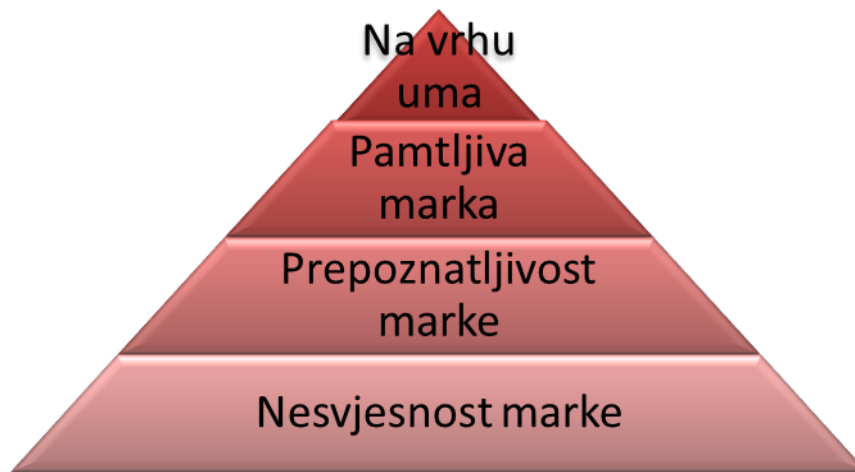 Na vrhu
uma
Pamtljiva
marka
Prepoznatljivost
marke
Nesvjesnost marke